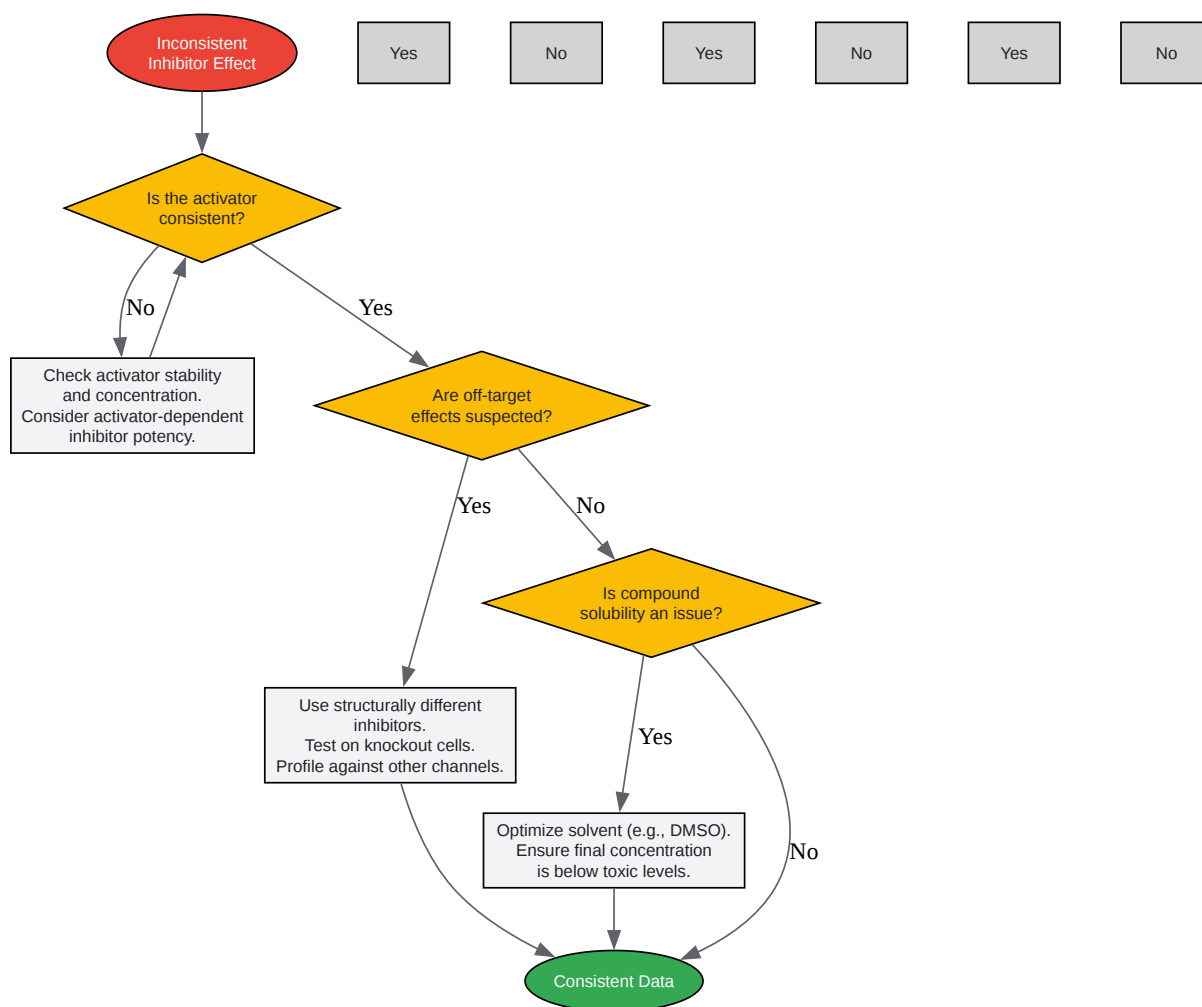 Inconsistent
Inhibitor Effect
Yes
No
Yes
No
Yes
No
Is the activator
consistent?
No
Yes
Check activator stability
and concentration.
Consider activator-dependent
inhibitor potency.
Are off-target
effects suspected?
Yes
No
Is compound
solubility an issue?
Use structurally different
inhibitors.
Test on knockout cells.
Profile against other channels.
Yes
No
Optimize solvent (e.g., DMSO).
Ensure final concentration
is below toxic levels.
Consistent Data